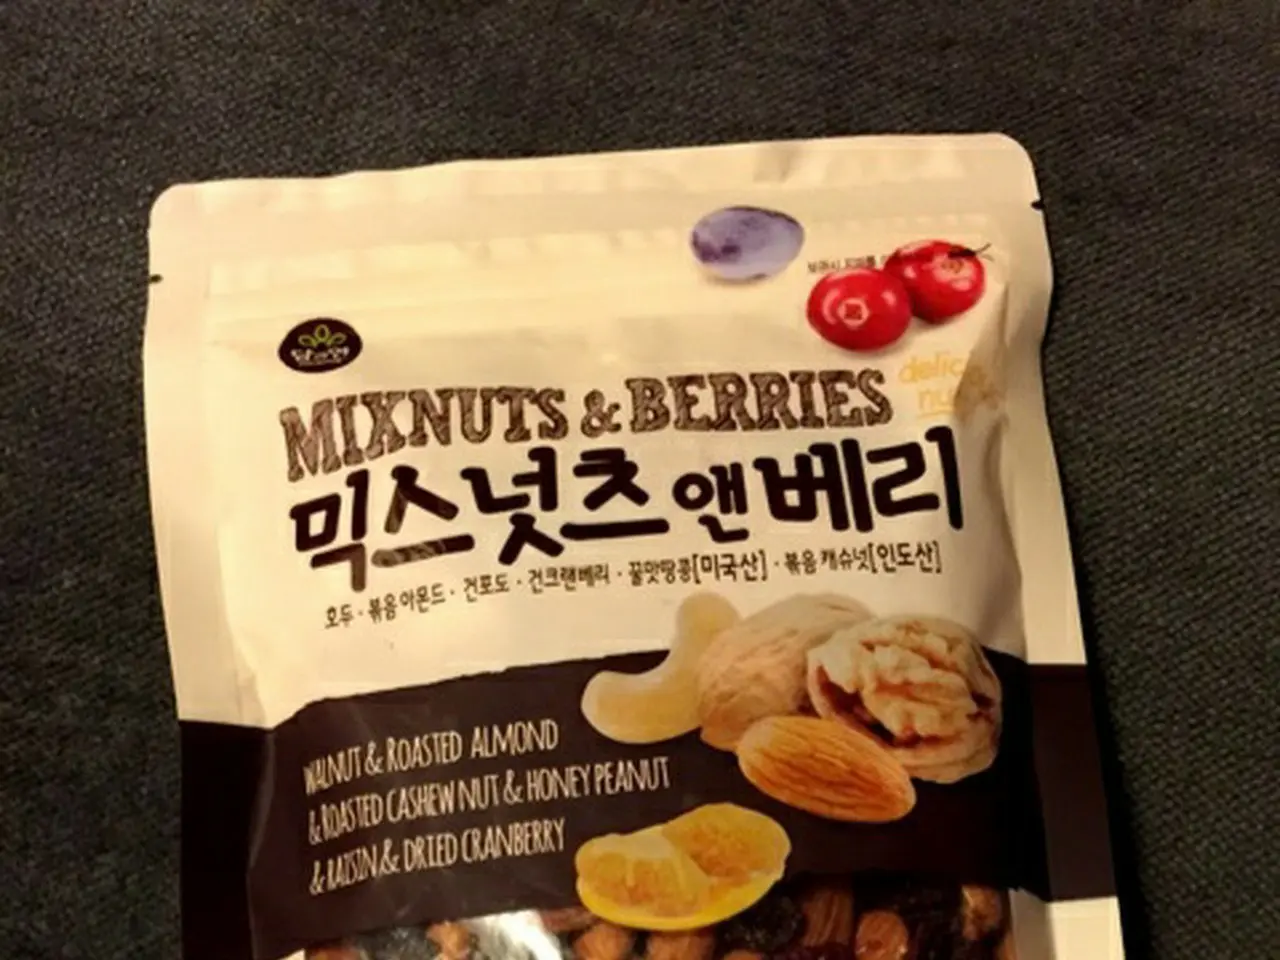 MIXNUTS & BERRIES
믹스넛츠 앤 베리
호두 · 볶음아몬드 · 건포도 · 건크랜베리 · 꿀맛땅콩[미국산] · 볶음캐슈넛[인도산]
WALNUT & ROASTED ALMOND
& ROASTED CASHEW NUT & HONEY PEANUT
& RAISIN & DRIED CRANBERRY